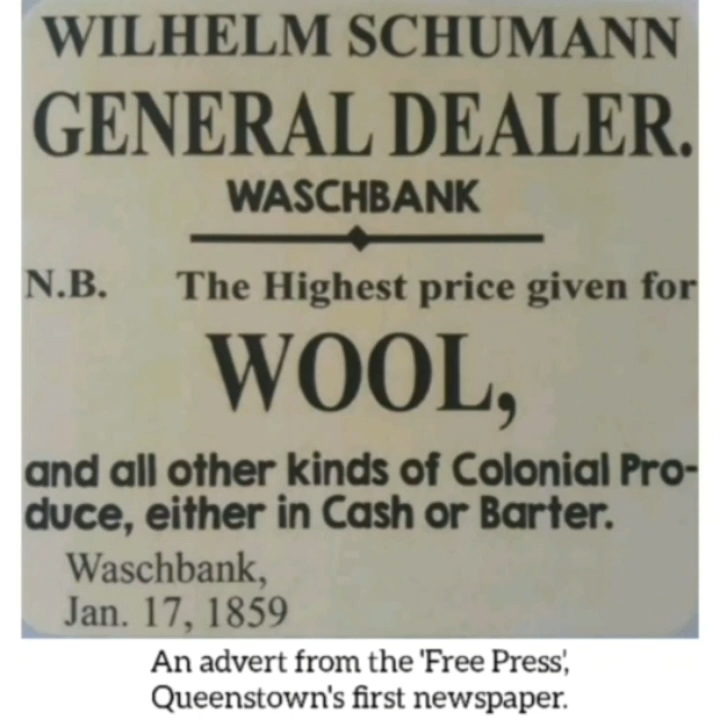 WILHELM SCHUMANN
GENERAL DEALER.
WASCHBANK
N.B. The Highest price given for
WOOL,
and all other kinds of Colonial Pro-
duce, either in Cash or Barter.
Waschbank,
Jan. 17, 1859
An advert from the 'Free Press',
Queenstown's first newspaper.